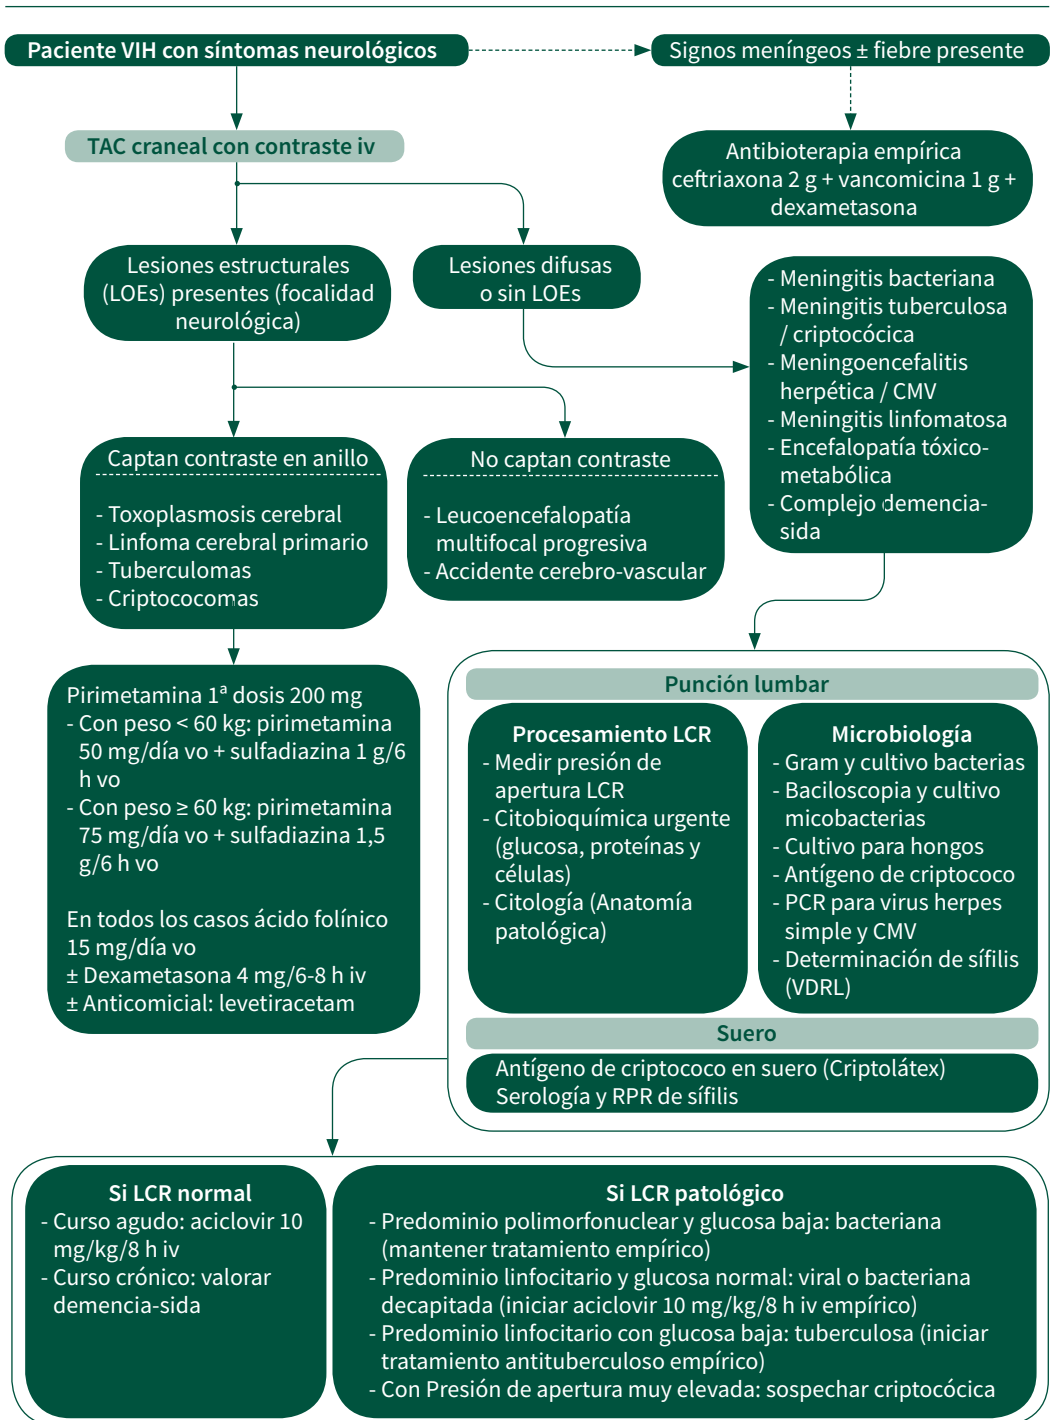 Paciente VIH con síntomas neurológicos
Signos meníngeos ± fiebre presente
TAC craneal con contraste iv
Antibioterapia empírica
ceftriaxona 2 g + vancomicina 1 g +
dexametasona
Lesiones estructurales
(LOEs) presentes (focalidad
neurológica)
Lesiones difusas
o sin LOEs
- Meningitis bacteriana
- Meningitis tuberculosa
/ criptocócica
- Meningoencefalitis
herpética / CMV
- Meningitis linfomatosa
- Encefalopatía tóxico-
metabólica
- Complejo demencia-
sida
Captan contraste en anillo
- Toxoplasmosis cerebral
- Linfoma cerebral primario
- Tuberculomas
- Criptococomas
No captan contraste
- Leucoencefalopatía
multifocal progresiva
- Accidente cerebro-vascular
Pirimetamina 1ª dosis 200 mg
- Con peso < 60 kg: pirimetamina
50 mg/día vo + sulfadiazina 1 g/6
h vo
- Con peso ≥ 60 kg: pirimetamina
75 mg/día vo + sulfadiazina 1,5
g/6 h vo
En todos los casos ácido folínico
15 mg/día vo
± Dexametasona 4 mg/6-8 h iv
± Anticomicial: levetiracetam
Punción lumbar
Procesamiento LCR
- Medir presión de
apertura LCR
- Citobioquímica urgente
(glucosa, proteínas y
células)
- Citología (Anatomía
patológica)
Microbiología
- Gram y cultivo bacterias
- Baciloscopia y cultivo
micobacterias
- Cultivo para hongos
- Antígeno de criptococo
- PCR para virus herpes
simple y CMV
- Determinación de sífilis
(VDRL)
Suero
Antígeno de criptococo en suero (Criptolátex)
Serología y RPR de sífilis
Si LCR normal
- Curso agudo: aciclovir 10
mg/kg/8 h iv
- Curso crónico: valorar
demencia-sida
Si LCR patológico
- Predominio polimorfonuclear y glucosa baja: bacteriana
(mantener tratamiento empírico)
- Predominio linfocitario y glucosa normal: viral o bacteriana
decapitada (iniciar aciclovir 10 mg/kg/8 h iv empírico)
- Predominio linfocitario con glucosa baja: tuberculosa (iniciar
tratamiento antituberculoso empírico)
- Con Presión de apertura muy elevada: sospechar criptocócica